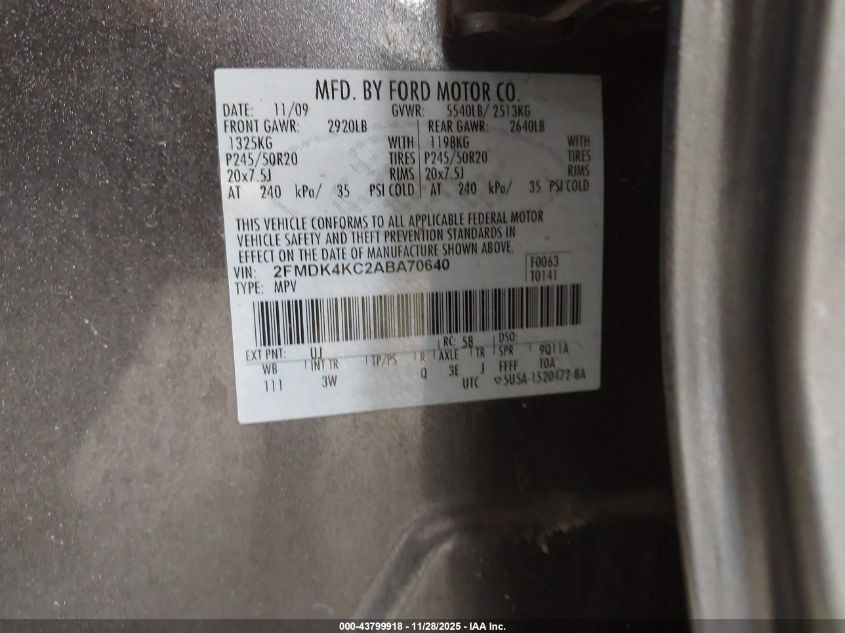 MFD. BY FORD MOTOR CO.
DATE: 11/09 GVWR: 5540LB/ 2513KG
FRONT GAWR: 2920LB REAR GAWR: 2640LB
1325KG WITH 1198KG WITH
P245/50R20 TIRES P245/50R20 TIRES
20x7.5J RIMS 20x7.5J RIMS
AT 240 kPa/ 35 PSI COLD AT 240 kPa/ 35 PSI COLD
THIS VEHICLE CONFORMS TO ALL APPLICABLE FEDERAL MOTOR
VEHICLE SAFETY AND THEFT PREVENTION STANDARDS IN
EFFECT ON THE DATE OF MANUFACTURE SHOWN ABOVE.
VIN: 2FMDK4KC2ABA70640 F0063
TYPE: MPV T0141
EXT PNT: UJ RC: 58 DSO:
WB INT TR TP/PS R AXLE TR SPR 9Q11A
111 3W Q 3E J FFFF TOA
UTC ▽5U5A-1520472-BA
000-43799918 - 11/28/2025 - IAA Inc.